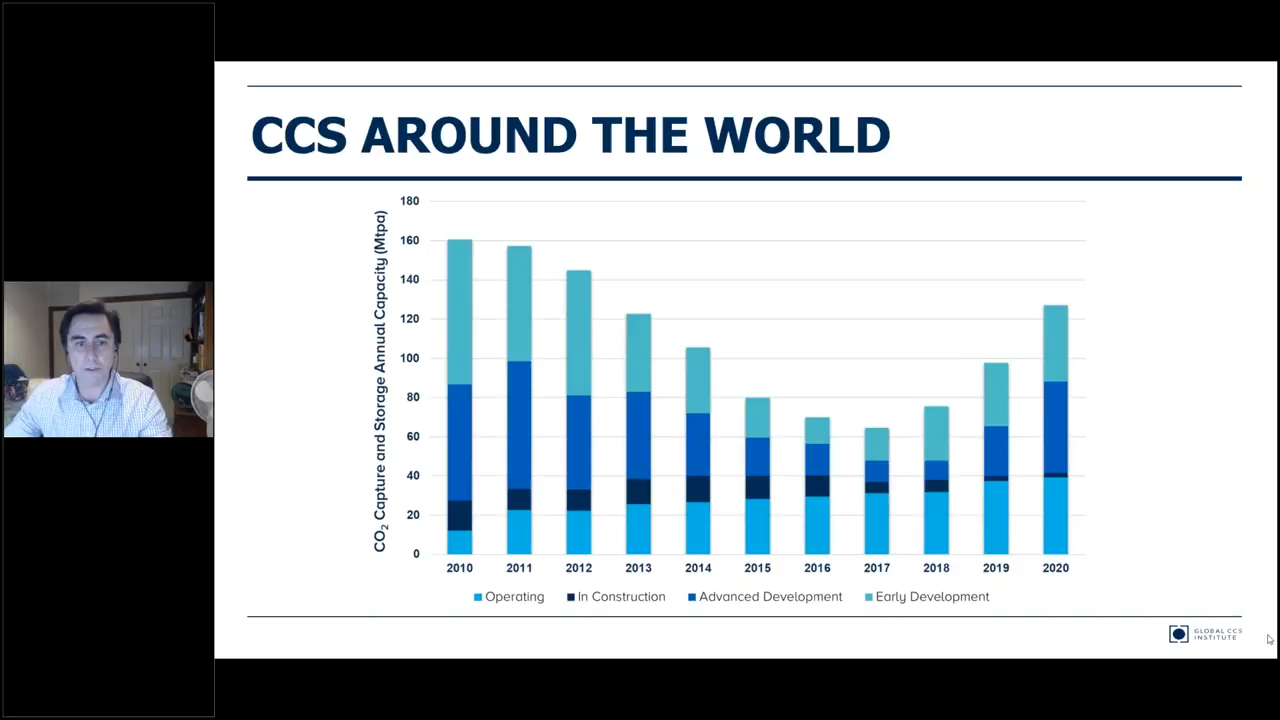 CCS AROUND THE WORLD
CO2 Capture and Storage Annual Capacity (Mtpa)
180
160
140
120
100
80
60
40
20
0
2010 2011 2012 2013 2014 2015 2016 2017 2018 2019 2020
Operating In Construction Advanced Development Early Development
GLOBAL CCS
INSTITUTE